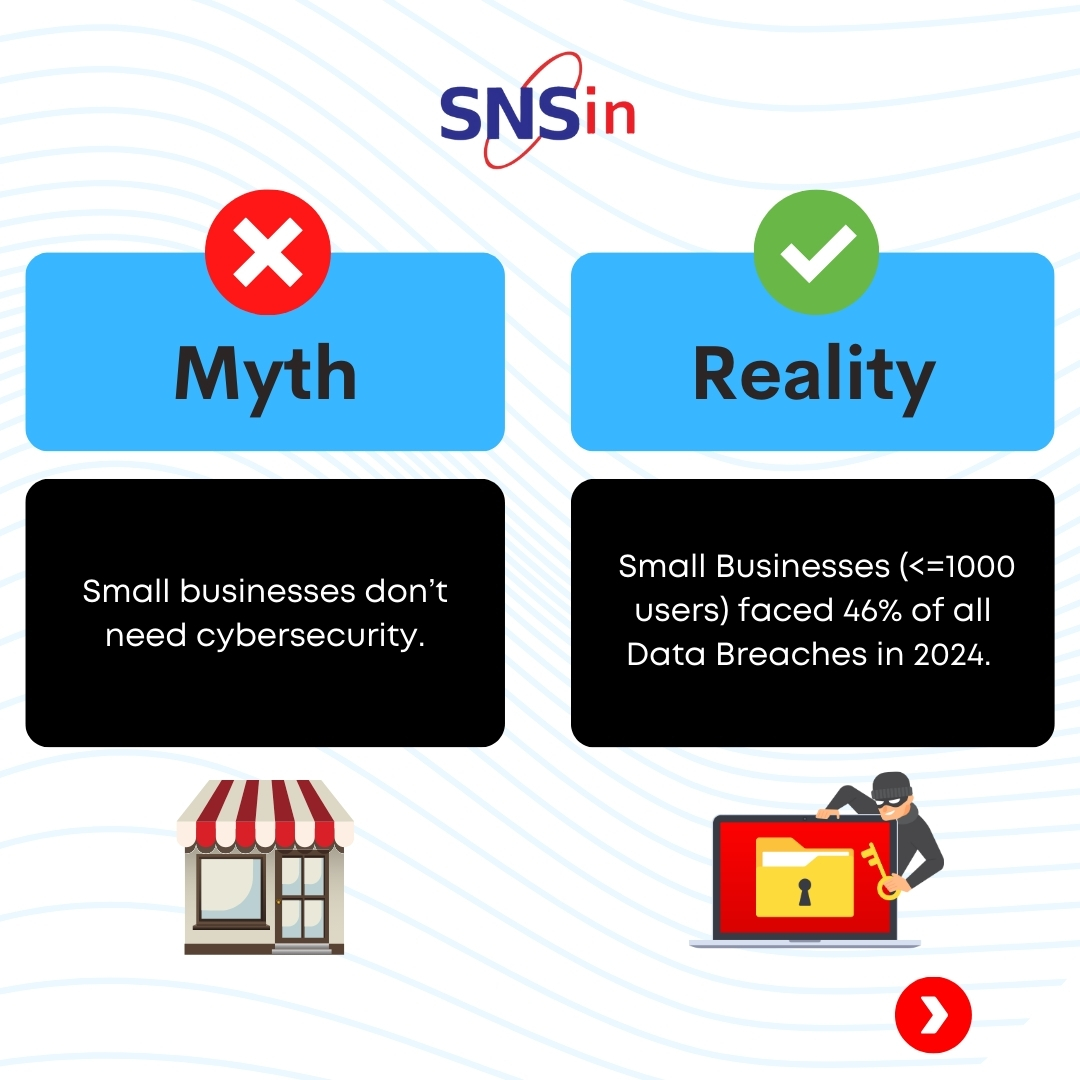 SNSin
Myth
Reality
Small businesses don’t
need cybersecurity.
Small Businesses (<=1000
users) faced 46% of all
Data Breaches in 2024.